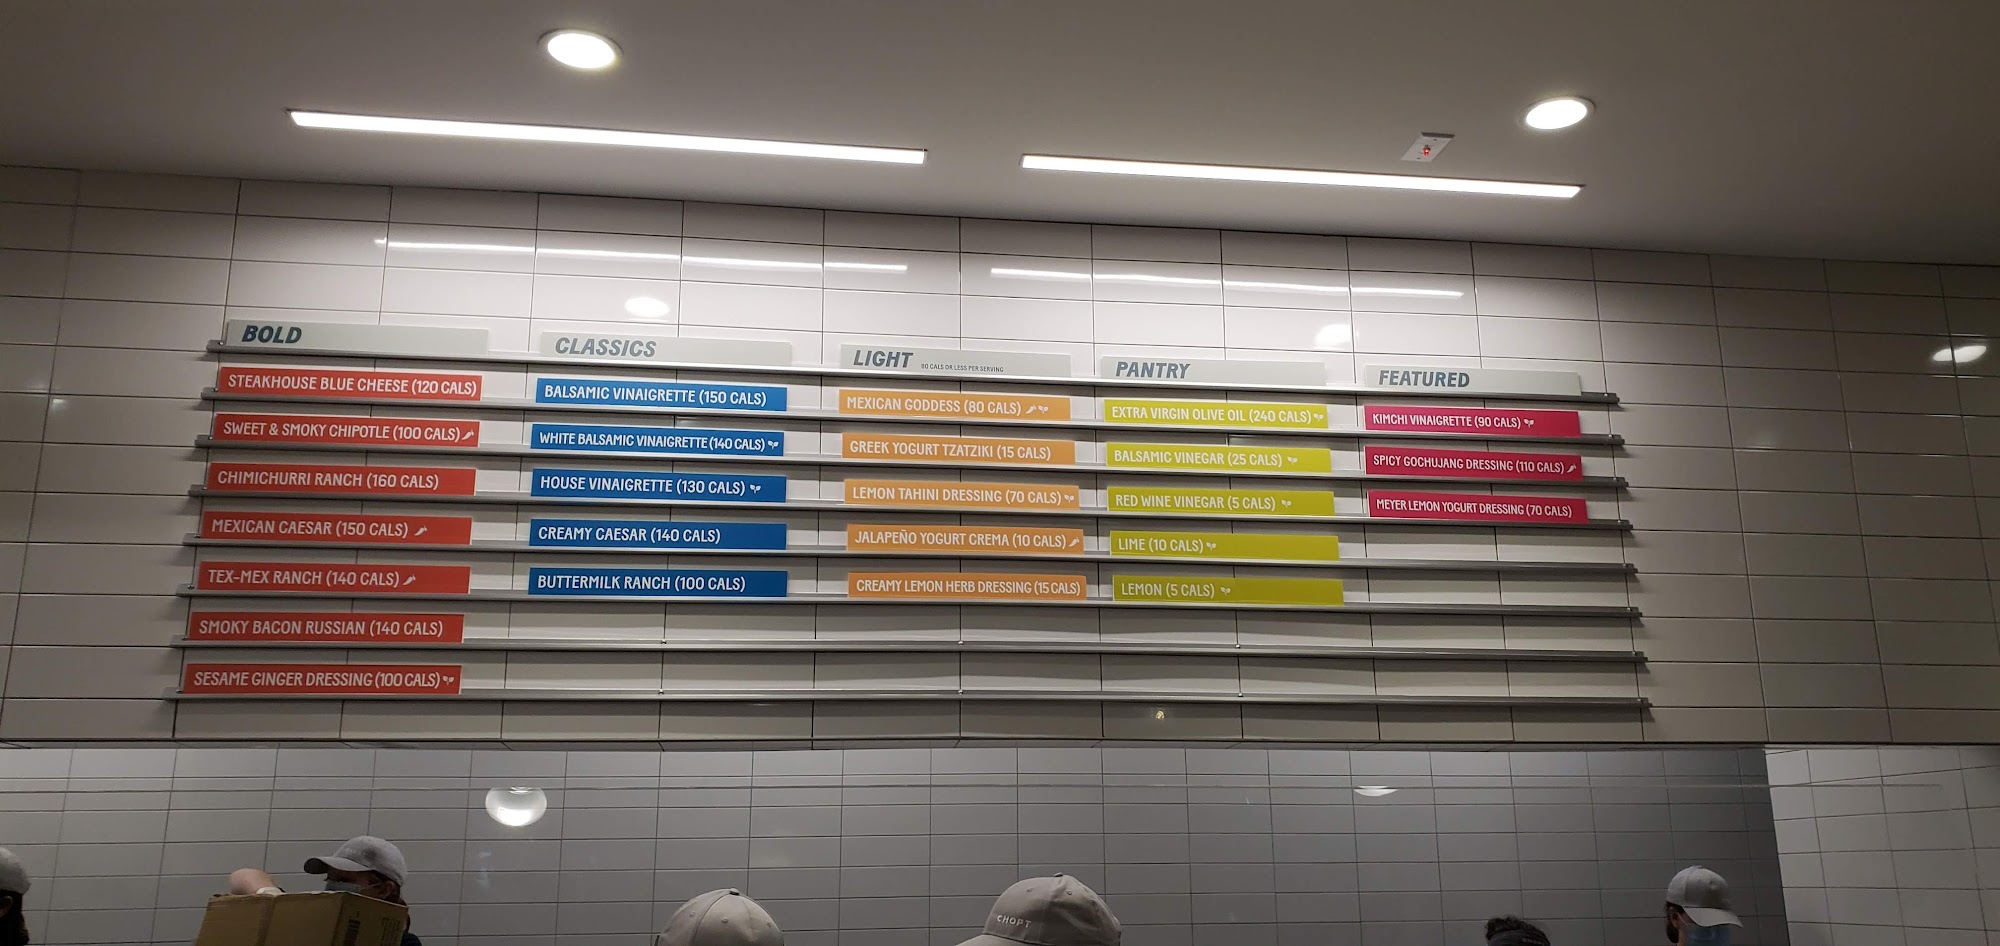 BOLD
STEAKHOUSE BLUE CHEESE (120 CALS)
SWEET & SMOKY CHIPOTLE (100 CALS)
CHIMICHURRI RANCH (160 CALS)
MEXICAN CAESAR (150 CALS)
TEX-MEX RANCH (140 CALS)
SMOKY BACON RUSSIAN (140 CALS)
SESAME GINGER DRESSING (100 CALS)
CLASSICS
BALSAMIC VINAIGRETTE (150 CALS)
WHITE BALSAMIC VINAIGRETTE (140 CALS)
HOUSE VINAIGRETTE (130 CALS)
CREAMY CAESAR (140 CALS)
BUTTERMILK RANCH (100 CALS)
LIGHT 80 CALS OR LESS PER SERVING
MEXICAN GODDESS (80 CALS)
GREEK YOGURT TZATZIKI (15 CALS)
LEMON TAHINI DRESSING (70 CALS)
JALAPEÑO YOGURT CREMA (10 CALS)
CREAMY LEMON HERB DRESSING (15 CALS)
PANTRY
EXTRA VIRGIN OLIVE OIL (240 CALS)
BALSAMIC VINEGAR (25 CALS)
RED WINE VINEGAR (5 CALS)
LIME (10 CALS)
LEMON (5 CALS)
FEATURED
KIMCHI VINAIGRETTE (90 CALS)
SPICY GOCHUJANG DRESSING (110 CALS)
MEYER LEMON YOGURT DRESSING (70 CALS)
CHOPT